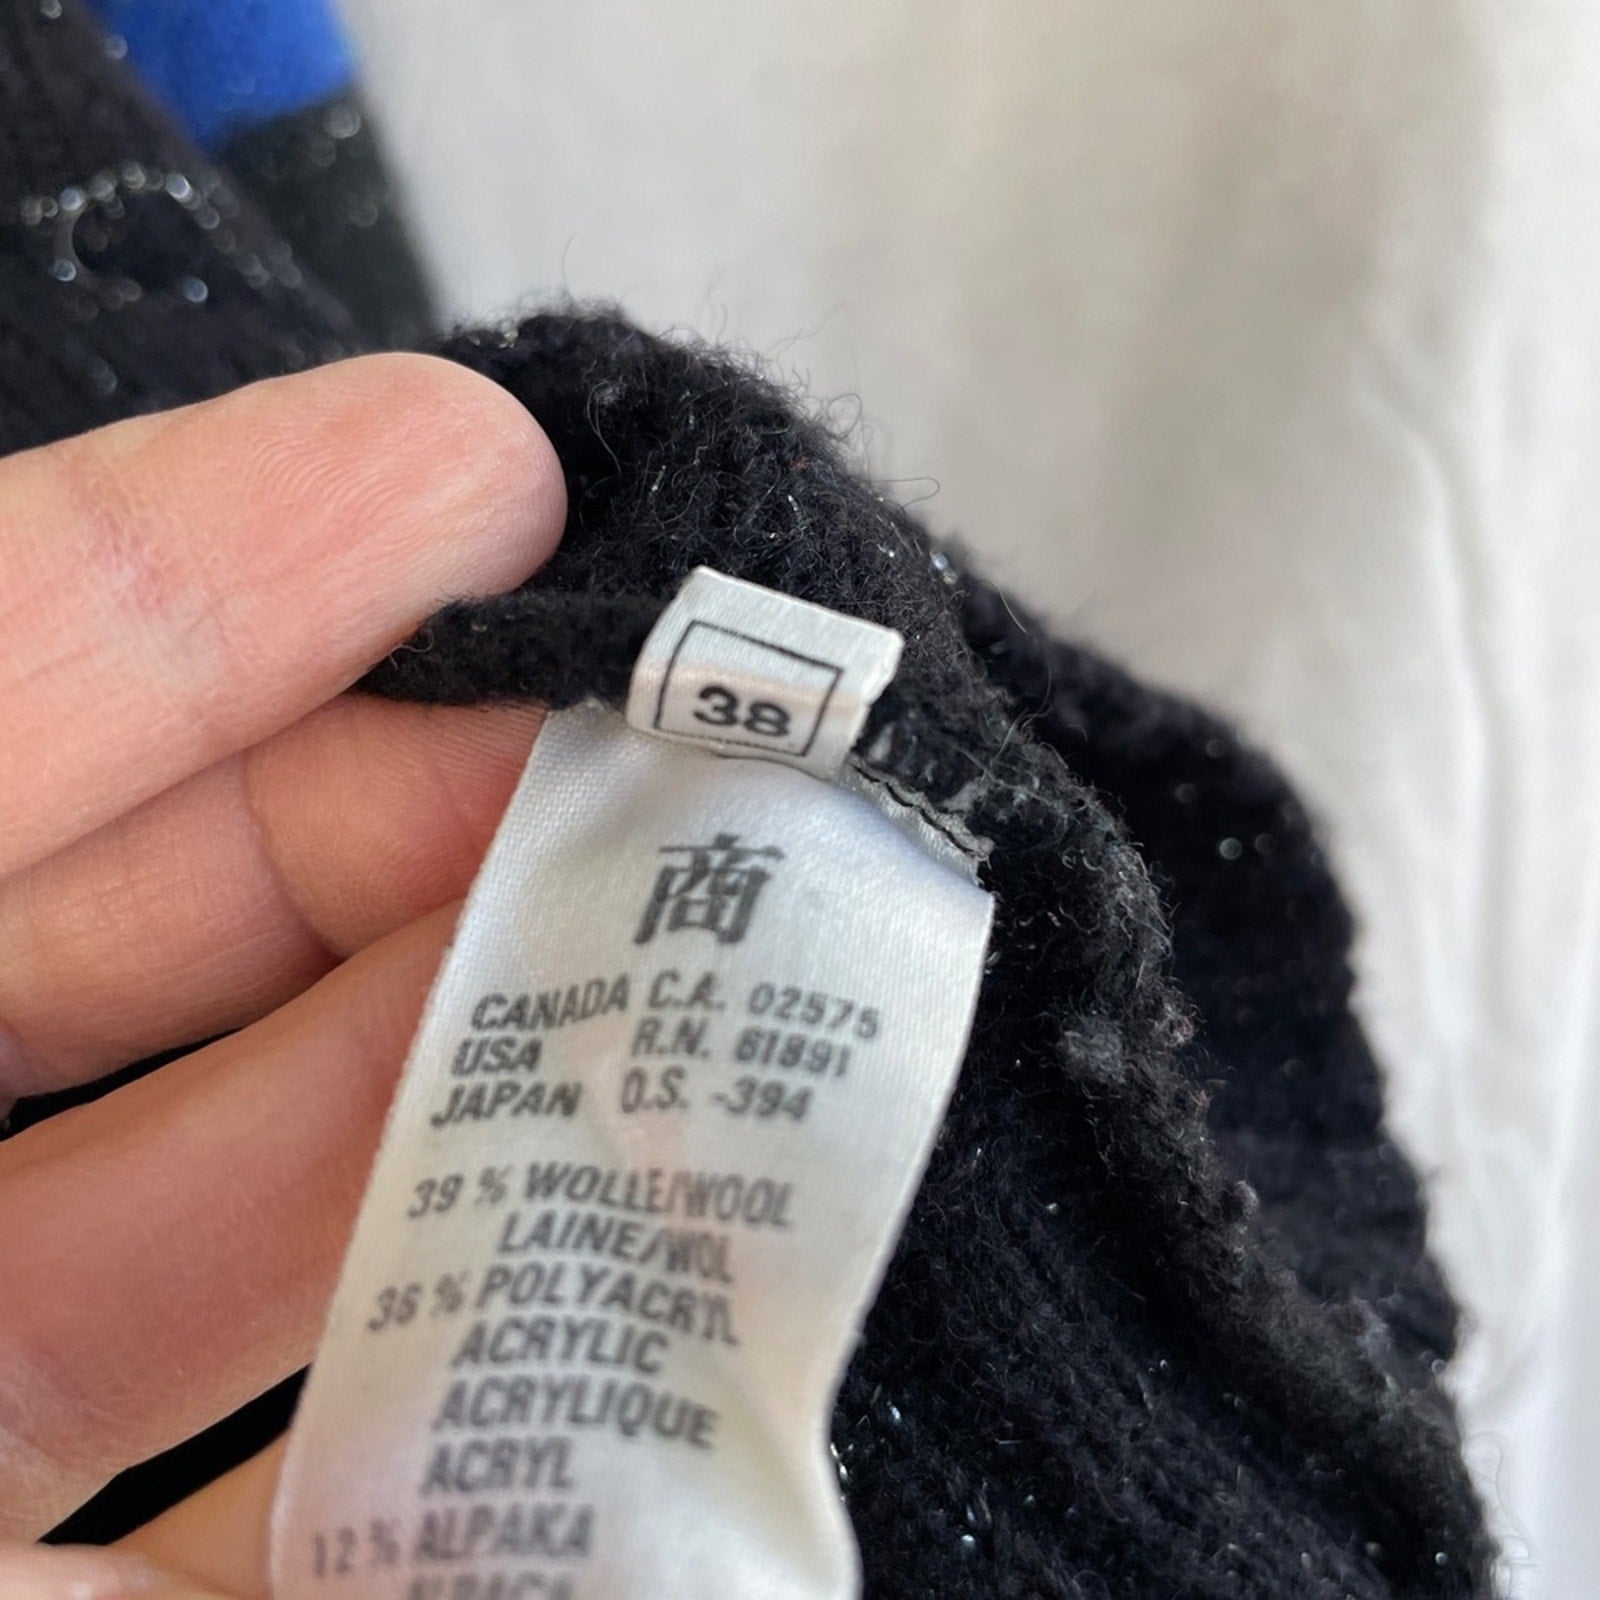 38
商
CANADA C.A. 02575
USA R.N. 61891
JAPAN O.S. -394
39 % WOLLE/WOOL
LAINE/WOL
36 % POLYACRYL
ACRYLIC
ACRYLIQUE
ACRYL
12 % ALPAKA